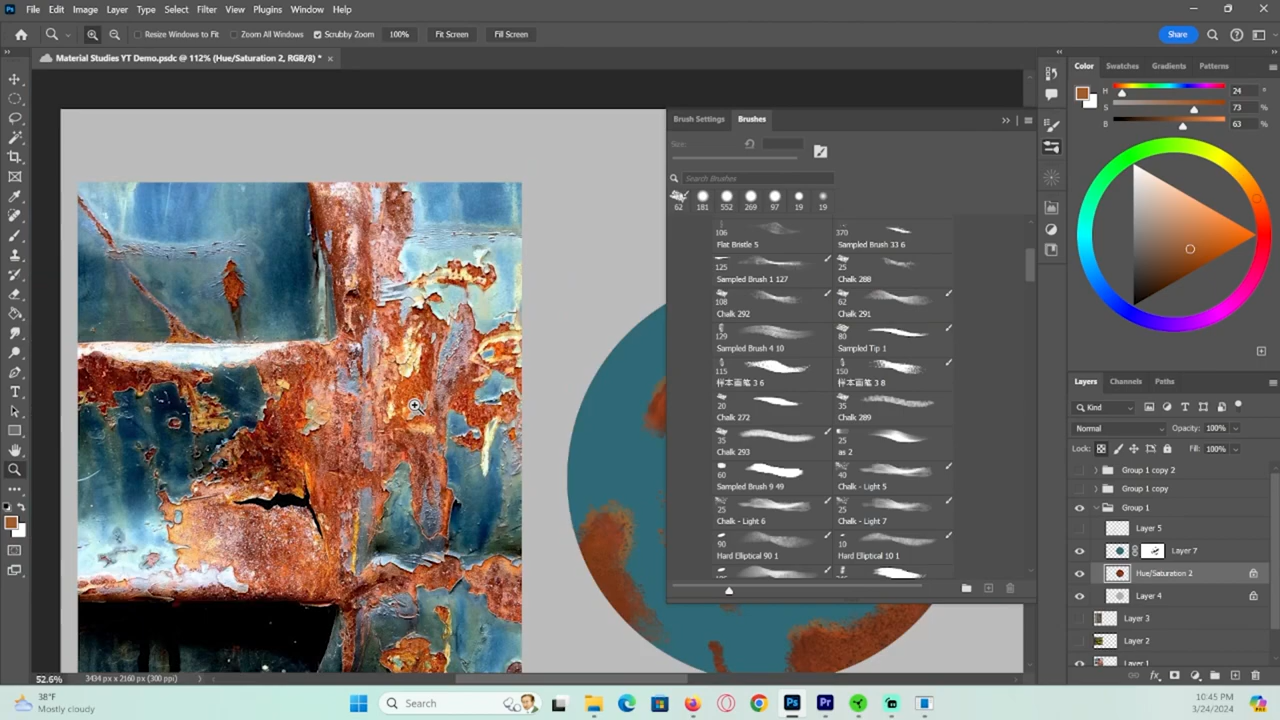 Ps File Edit Image Layer Type Select Filter View Plugins Window Help
Resize Windows to Fit Zoom All Windows Scrubby Zoom 100% Fit Screen Fill Screen Share
Material Studies YT Demo.psdc @ 112% (Hue/Saturation 2, RGB/8) *
Color Swatches Gradients Patterns
H 24 °
S 73 %
B 63 %
Brush Settings Brushes
Size:
Search Brushes
62 181 552 269 97 19 19
106 370
Flat Bristle 5 Sampled Brush 33 6
125 25
Sampled Brush 1 127 Chalk 288
108 62
Chalk 292 Chalk 291
129 80
Sampled Brush 4 10 Sampled Tip 1
115 150
样本画笔 3 6 样本画笔 3 8
20 35
Chalk 272 Chalk 289
35 25
Chalk 293 as 2
60 40
Sampled Brush 9 49 Chalk - Light 5
25 25
Chalk - Light 6 Chalk - Light 7
90 10
Hard Elliptical 90 1 Hard Elliptical 10 1
Layers Channels Paths
Kind
Normal Opacity: 100%
Lock: Fill: 100%
Group 1 copy 2
Group 1 copy
Group 1
Layer 5
Layer 7
Hue/Saturation 2
Layer 4
Layer 3
Layer 2
Layer 1
52.6% 3434 px x 2160 px (300 ppi)
38°F
Mostly cloudy
Search
Ps Pr
10:45 PM
3/24/2024